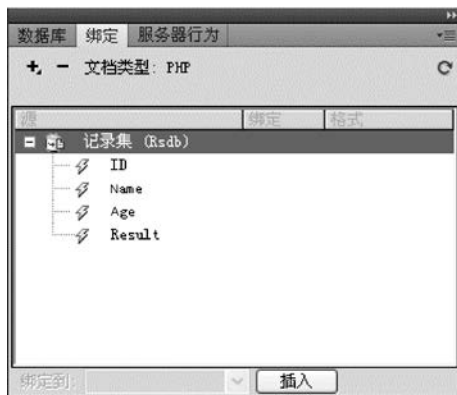 数据库 绑定 服务器行为
+ - 文档类型: PHP
源 绑定 格式
记录集 (Rsdb)
ID
Name
Age
Result
绑定到: 插入